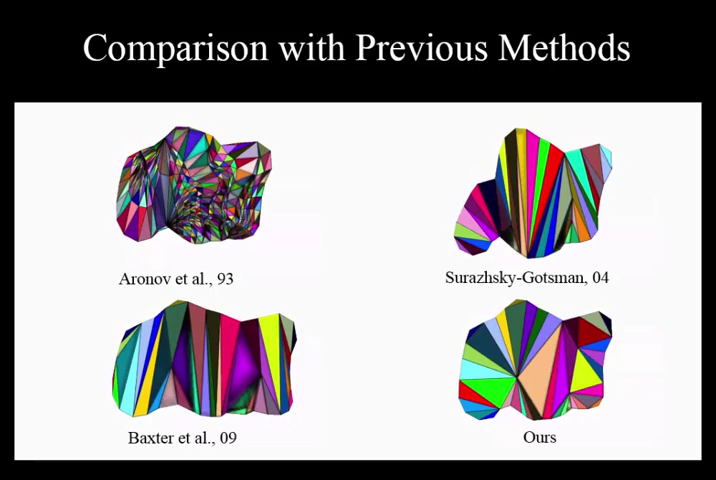 Comparison with Previous Methods
Aronov et al., 93
Surazhsky-Gotsman, 04
Baxter et al., 09
Ours